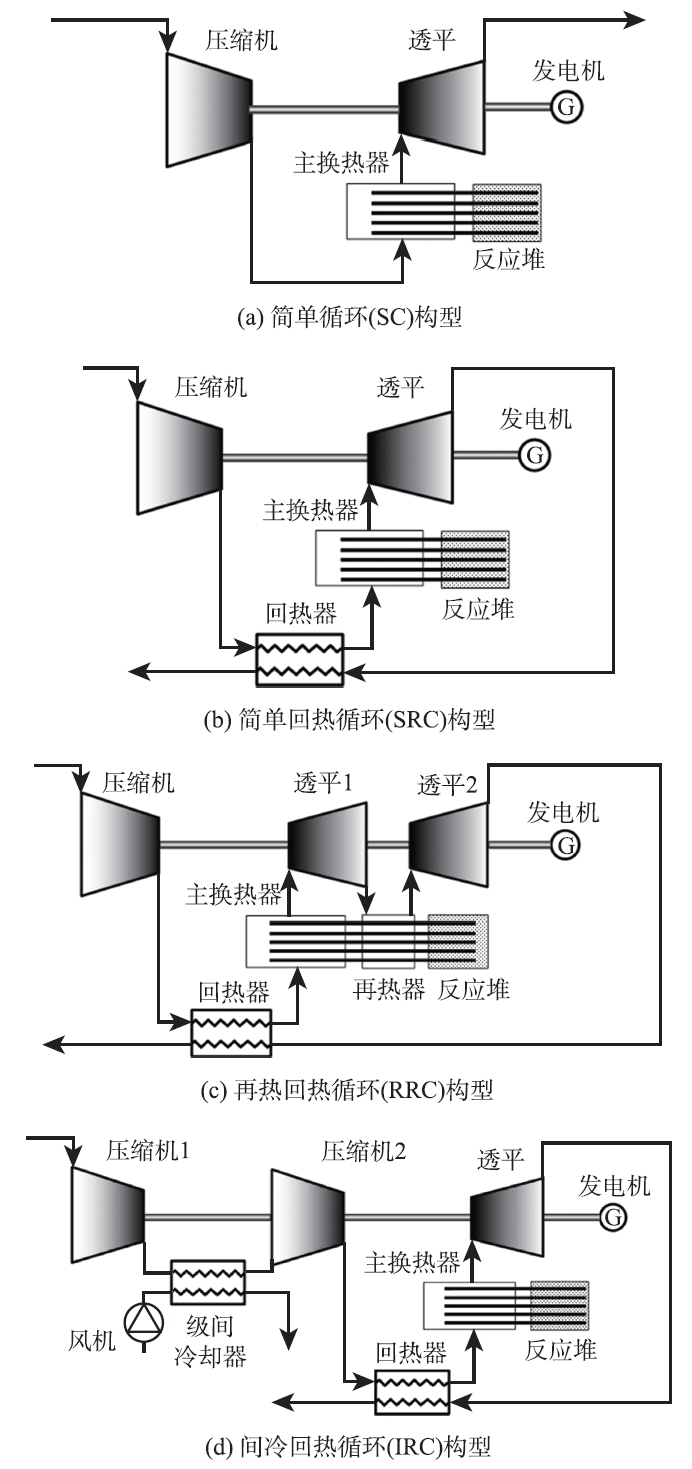 压缩机
透平
发电机
G
主换热器
反应堆
(a) 简单循环(SC)构型
压缩机
透平
发电机
G
主换热器
反应堆
回热器
(b) 简单回热循环(SRC)构型
压缩机
透平1
透平2
发电机
G
主换热器
回热器
再热器
反应堆
(c) 再热回热循环(RRC)构型
压缩机1
压缩机2
透平
发电机
G
主换热器
风机
级间
冷却器
回热器
反应堆
(d) 间冷回热循环(IRC)构型